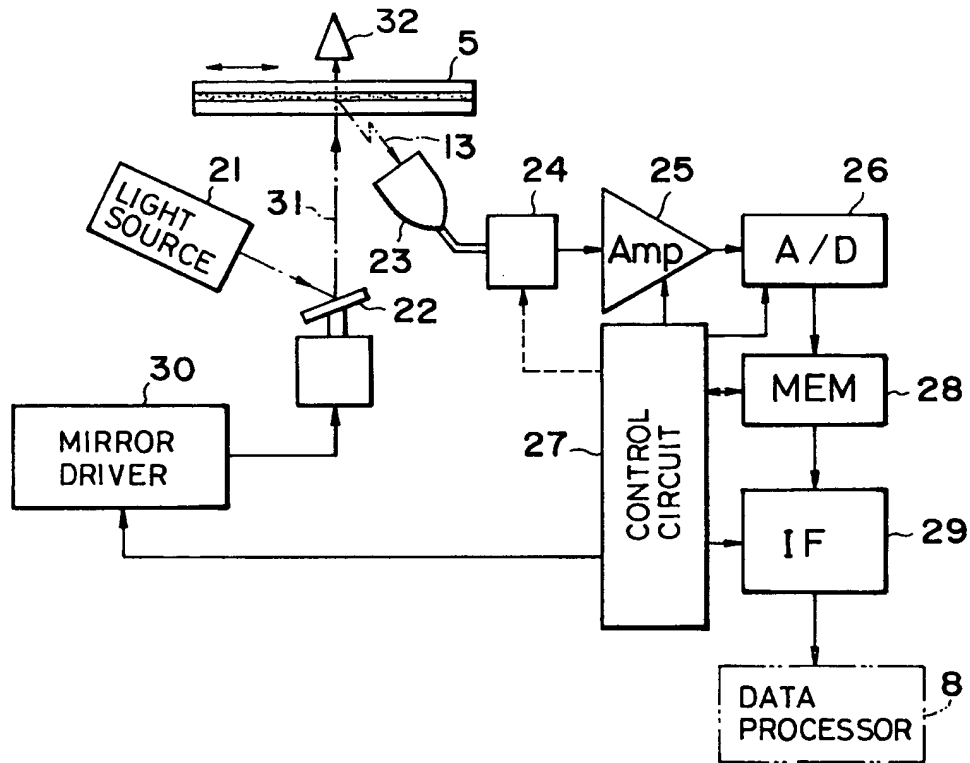 32
5
13
21
LIGHT
SOURCE
31
23
24
25
Amp
26
A/D
22
MEM
28
30
MIRROR
DRIVER
27
CONTROL
CIRCUIT
IF
29
8
DATA
PROCESSOR